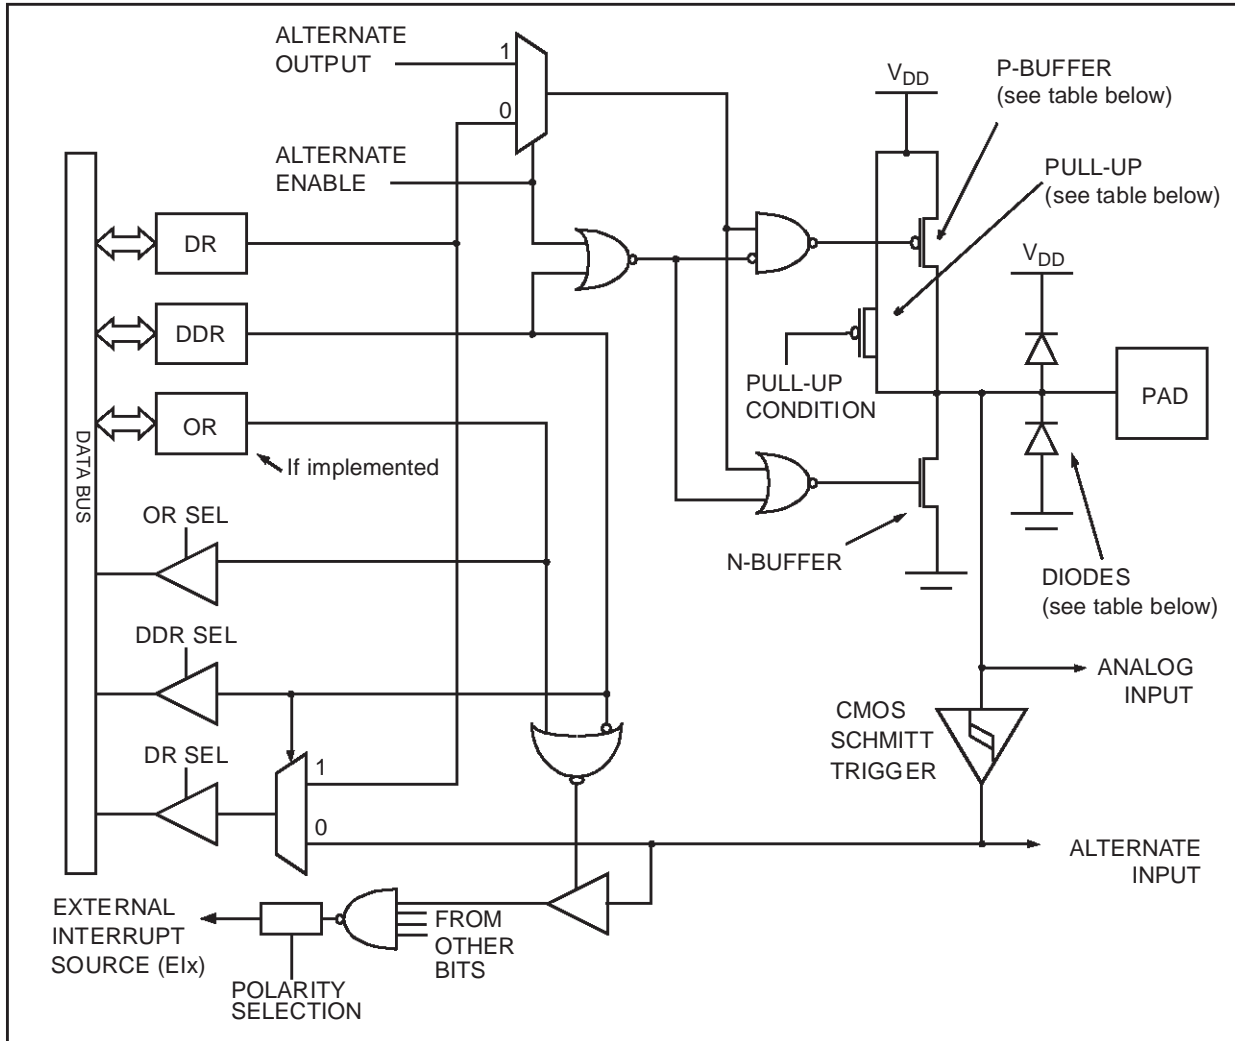 ALTERNATE
OUTPUT
1
0
V_DD
P-BUFFER
(see table below)
ALTERNATE
ENABLE
PULL-UP
(see table below)
DR
V_DD
DDR
PULL-UP
CONDITION
PAD
OR
If implemented
DATA BUS
OR SEL
N-BUFFER
DIODES
(see table below)
DDR SEL
ANALOG
INPUT
CMOS
SCHMITT
TRIGGER
DR SEL
1
0
ALTERNATE
INPUT
EXTERNAL
INTERRUPT
SOURCE (EIx)
FROM
OTHER
BITS
POLARITY
SELECTION